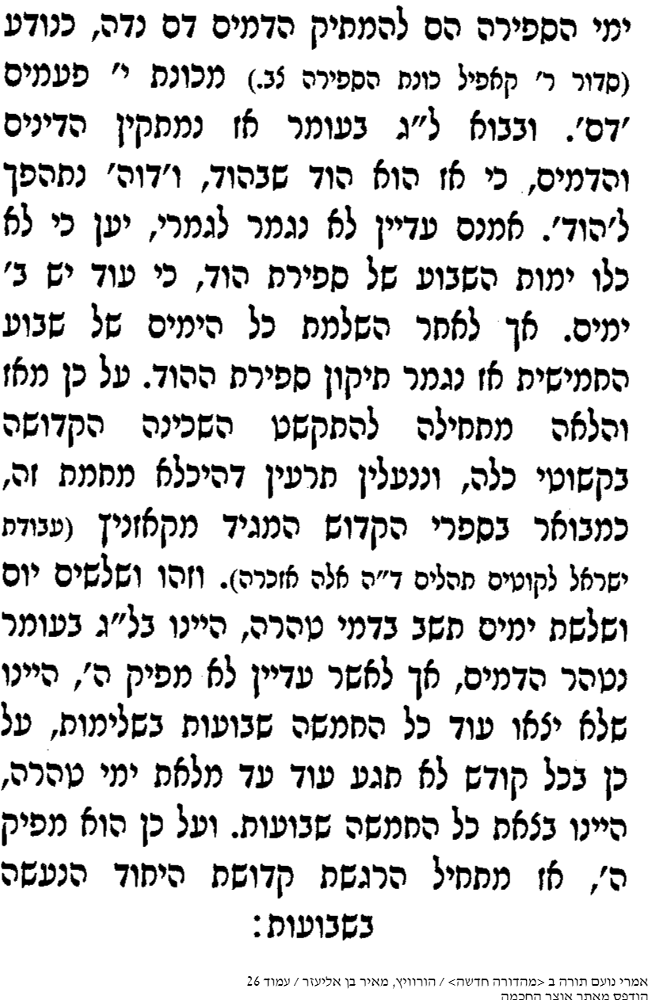 ימי הספירה הם להמתיק הדמים דם נדה, כנודע
(סדור ר׳ קאפיל כונת הספירה לב.) מכונת י׳ פעמים
׳דם׳. ובבוא ל״ג בעומר אז נמתקין הדינים
והדמים, כי אז הוא הוד שבהוד, ו׳דוה׳ נתהפך
ל׳הוד׳. אמנם עדיין לא נגמר לגמרי, יען כי לא
כלו ימות השבוע של ספירת הוד, כי עוד יש ב׳
ימים. אך לאחר השלמת כל הימים של שבוע
החמישית אז נגמר תיקון ספירת ההוד. על כן מאז
והלאה מתחילה להתקשט השכינה הקדושה
בקשוטי כלה, וננעלין תרעין דהיכלא מחמת זה,
כמבואר בספרי הקדוש המגיד מקאזניץ (עבודת
ישראל לקוטים תהלים ד״ה אלה אזכרה). וזהו ושלשים יום
ושלשת ימים תשב בדמי טהרה, היינו בל״ג בעומר
נטהר הדמים, אך לאשר עדיין לא מפיק ה׳, היינו
שלא יצאו עוד כל החמשה שבועות בשלימות, על
כן בכל קודש לא תגע עוד עד מלאת ימי טהרה,
היינו בצאת כל החמשה שבועות. ועל כן הוא מפיק
ה׳, אז מתחיל הרגשת קדושת היחוד הנעשה
בשבועות:
אמרי נועם תורה ב <מהדורה חדשה> / הורוויץ, מאיר בן אליעזר / עמוד 26
הודפס מאתר אוצר החכמה